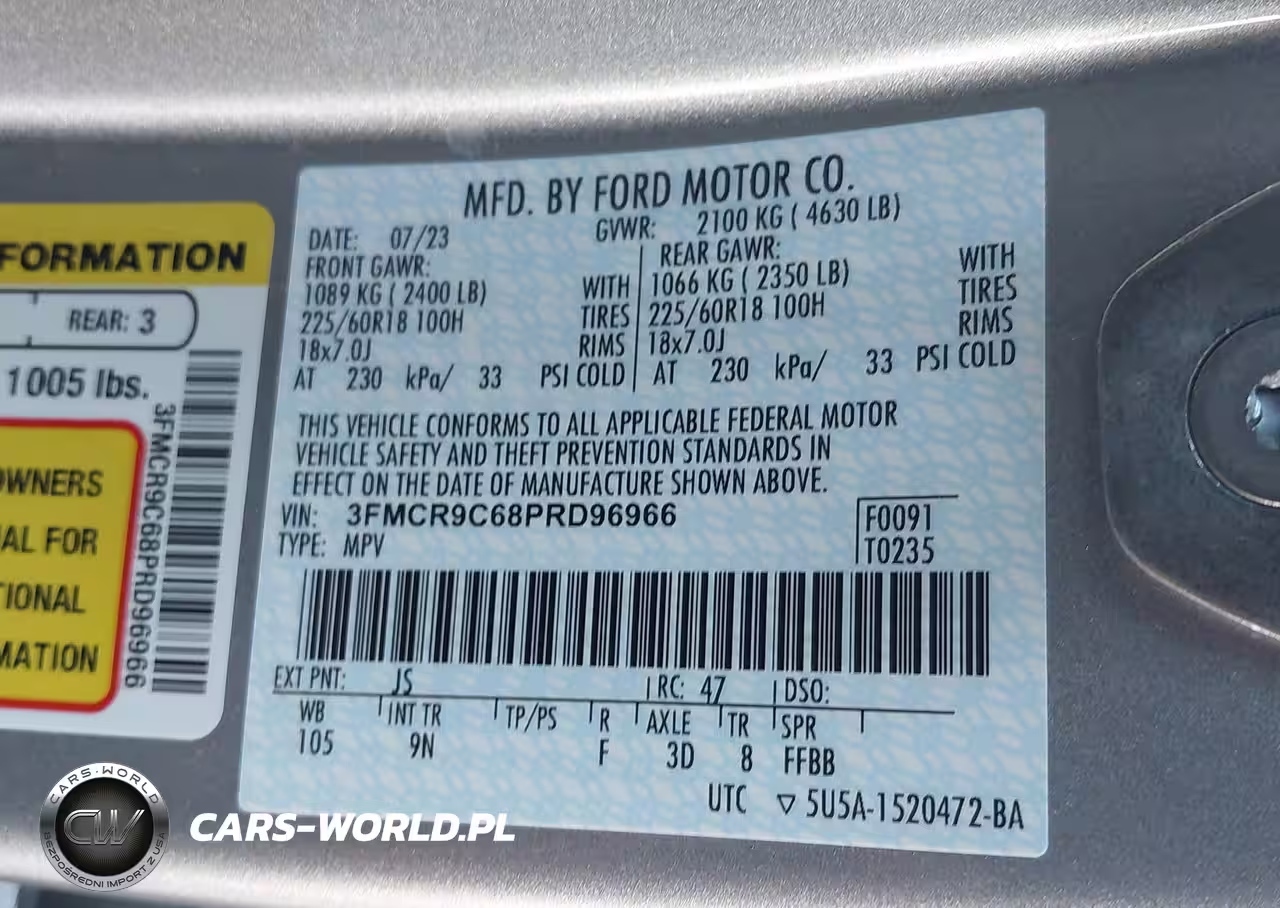 FORMATION
REAR: 3
1005 lbs.
OWNERS
AL FOR
TIONAL
MATION
3FMCR9C68PRD96966
MFD. BY FORD MOTOR CO.
DATE: 07/23 GVWR: 2100 KG ( 4630 LB)
FRONT GAWR: REAR GAWR:
1089 KG ( 2400 LB) WITH 1066 KG ( 2350 LB) WITH
225/60R18 100H TIRES 225/60R18 100H TIRES
18x7.0J RIMS 18x7.0J RIMS
AT 230 kPa/ 33 PSI COLD AT 230 kPa/ 33 PSI COLD
THIS VEHICLE CONFORMS TO ALL APPLICABLE FEDERAL MOTOR
VEHICLE SAFETY AND THEFT PREVENTION STANDARDS IN
EFFECT ON THE DATE OF MANUFACTURE SHOWN ABOVE.
VIN: 3FMCR9C68PRD96966 F0091
TYPE: MPV T0235
EXT PNT: JS RC: 47 DSO:
WB INT TR TP/PS R AXLE TR SPR
105 9N F 3D 8 FFBB
UTC ▽ 5U5A-1520472-BA
CARS-WORLD
CW
BEZPOŚREDNI IMPORT Z USA
CARS-WORLD.PL